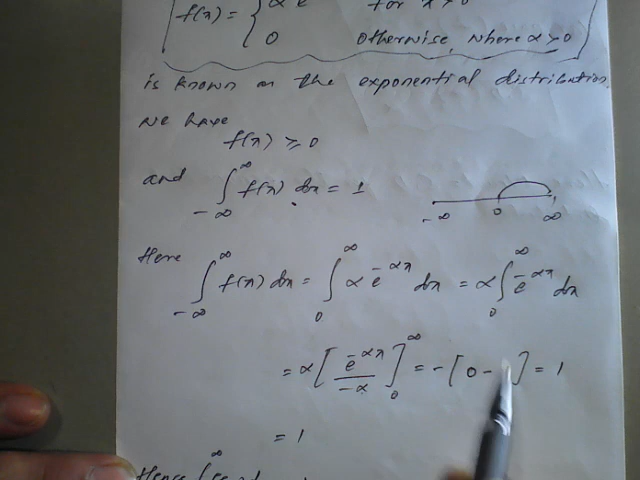 f(x) = { α e for x > 0
0 otherwise, where α > 0
is known as the exponential distribution.
we have
f(x) ≥ 0
and ∫_{-∞}^{∞} f(x) dx = 1
-∞ 0 ∞
Here ∫_{-∞}^{∞} f(x) dx = ∫_{0}^{∞} α e^{-αx} dx = α ∫_{0}^{∞} e^{-αx} dx
= α [ e^{-αx} / -α ]_{0}^{∞} = - [ 0 - ] = 1
= 1
Hence ∫^{∞}